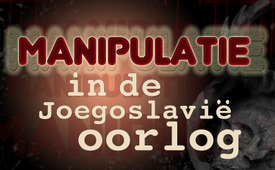 MANIPULATIE
in de
Joegoslavië
oorlog